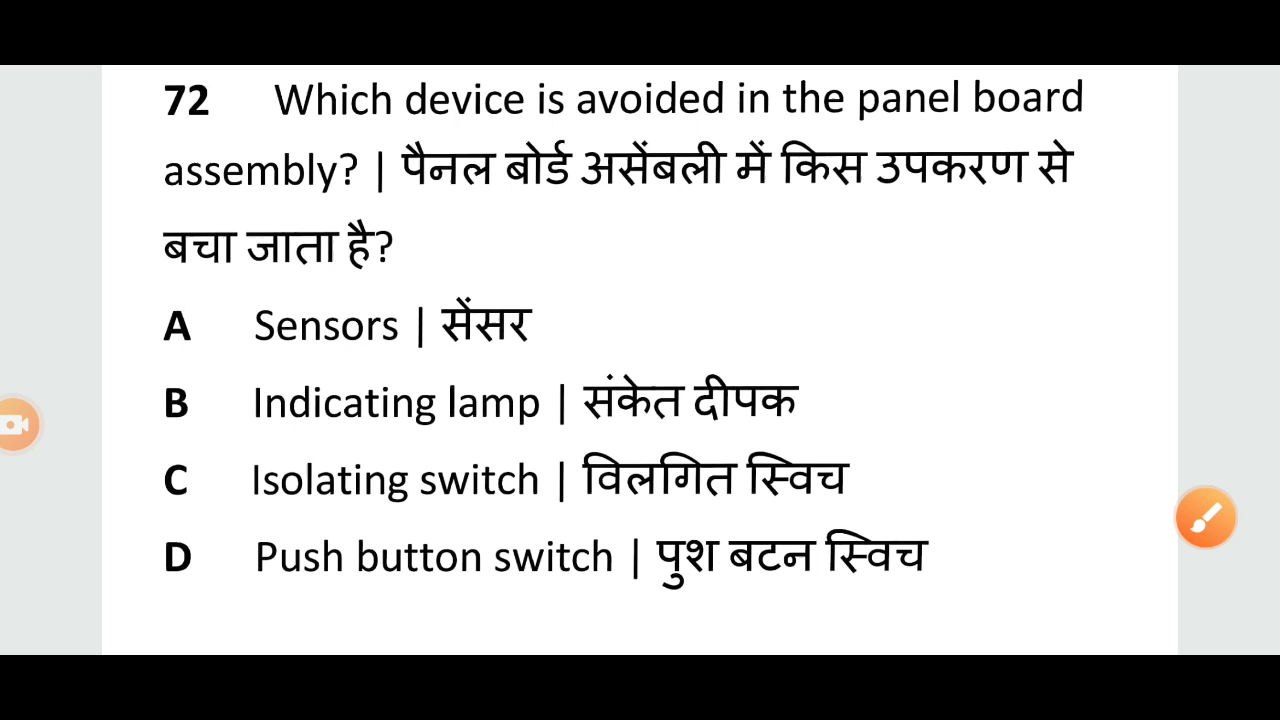 72 Which device is avoided in the panel board
assembly? | पैनल बोर्ड असेंबली में किस उपकरण से
बचा जाता है?
A Sensors | सेंसर
B Indicating lamp | संकेत दीपक
C Isolating switch | विलगित स्विच
D Push button switch | पुश बटन स्विच